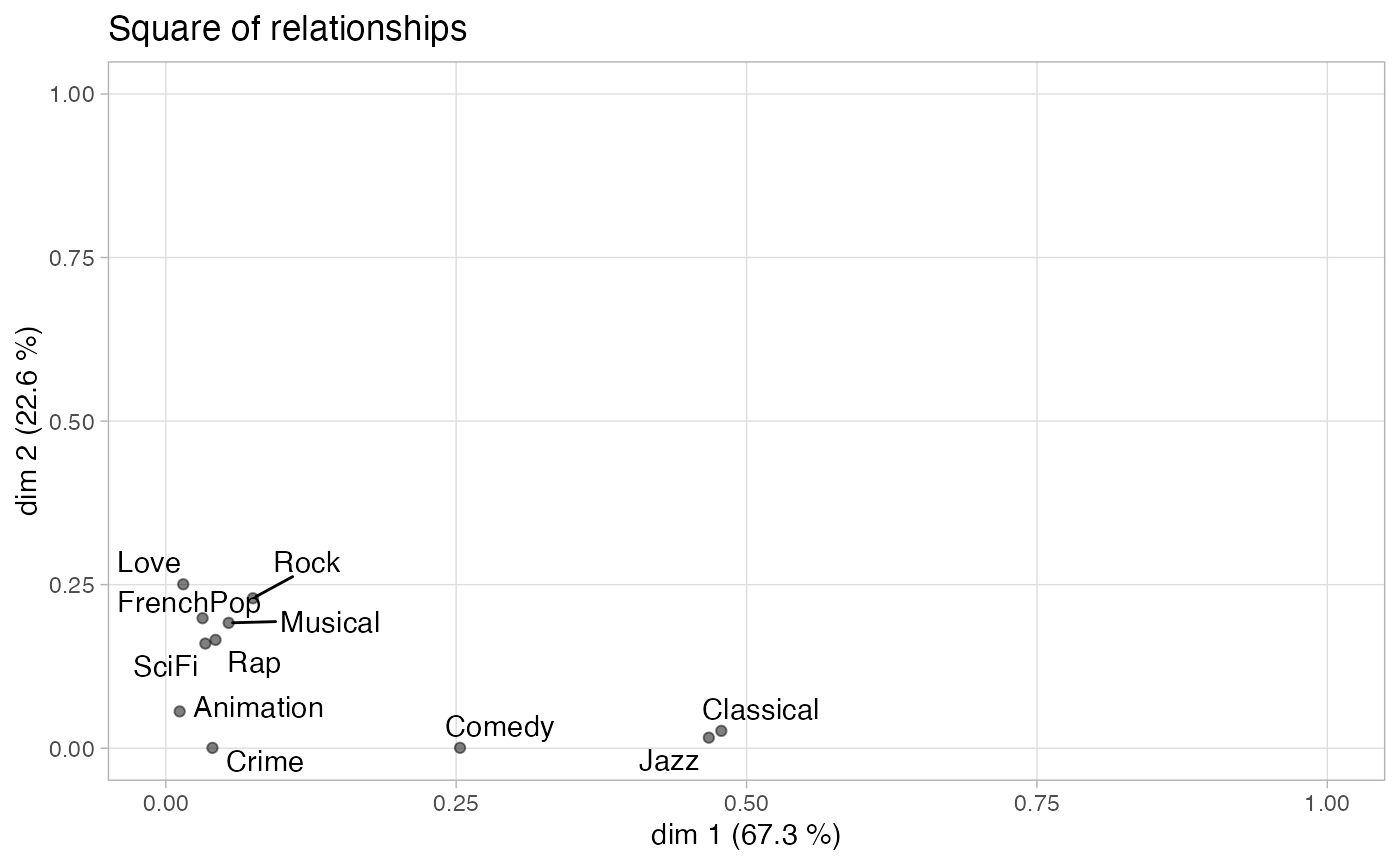 Square of relationships
1.00
0.75
0.50
0.25
0.00
dim 2 (22.6 %)
Love
Rock
FrenchPop
Musical
SciFi
Rap
Animation
Classical
Comedy
Jazz
Crime
0.00
0.25
0.50
0.75
1.00
dim 1 (67.3 %)